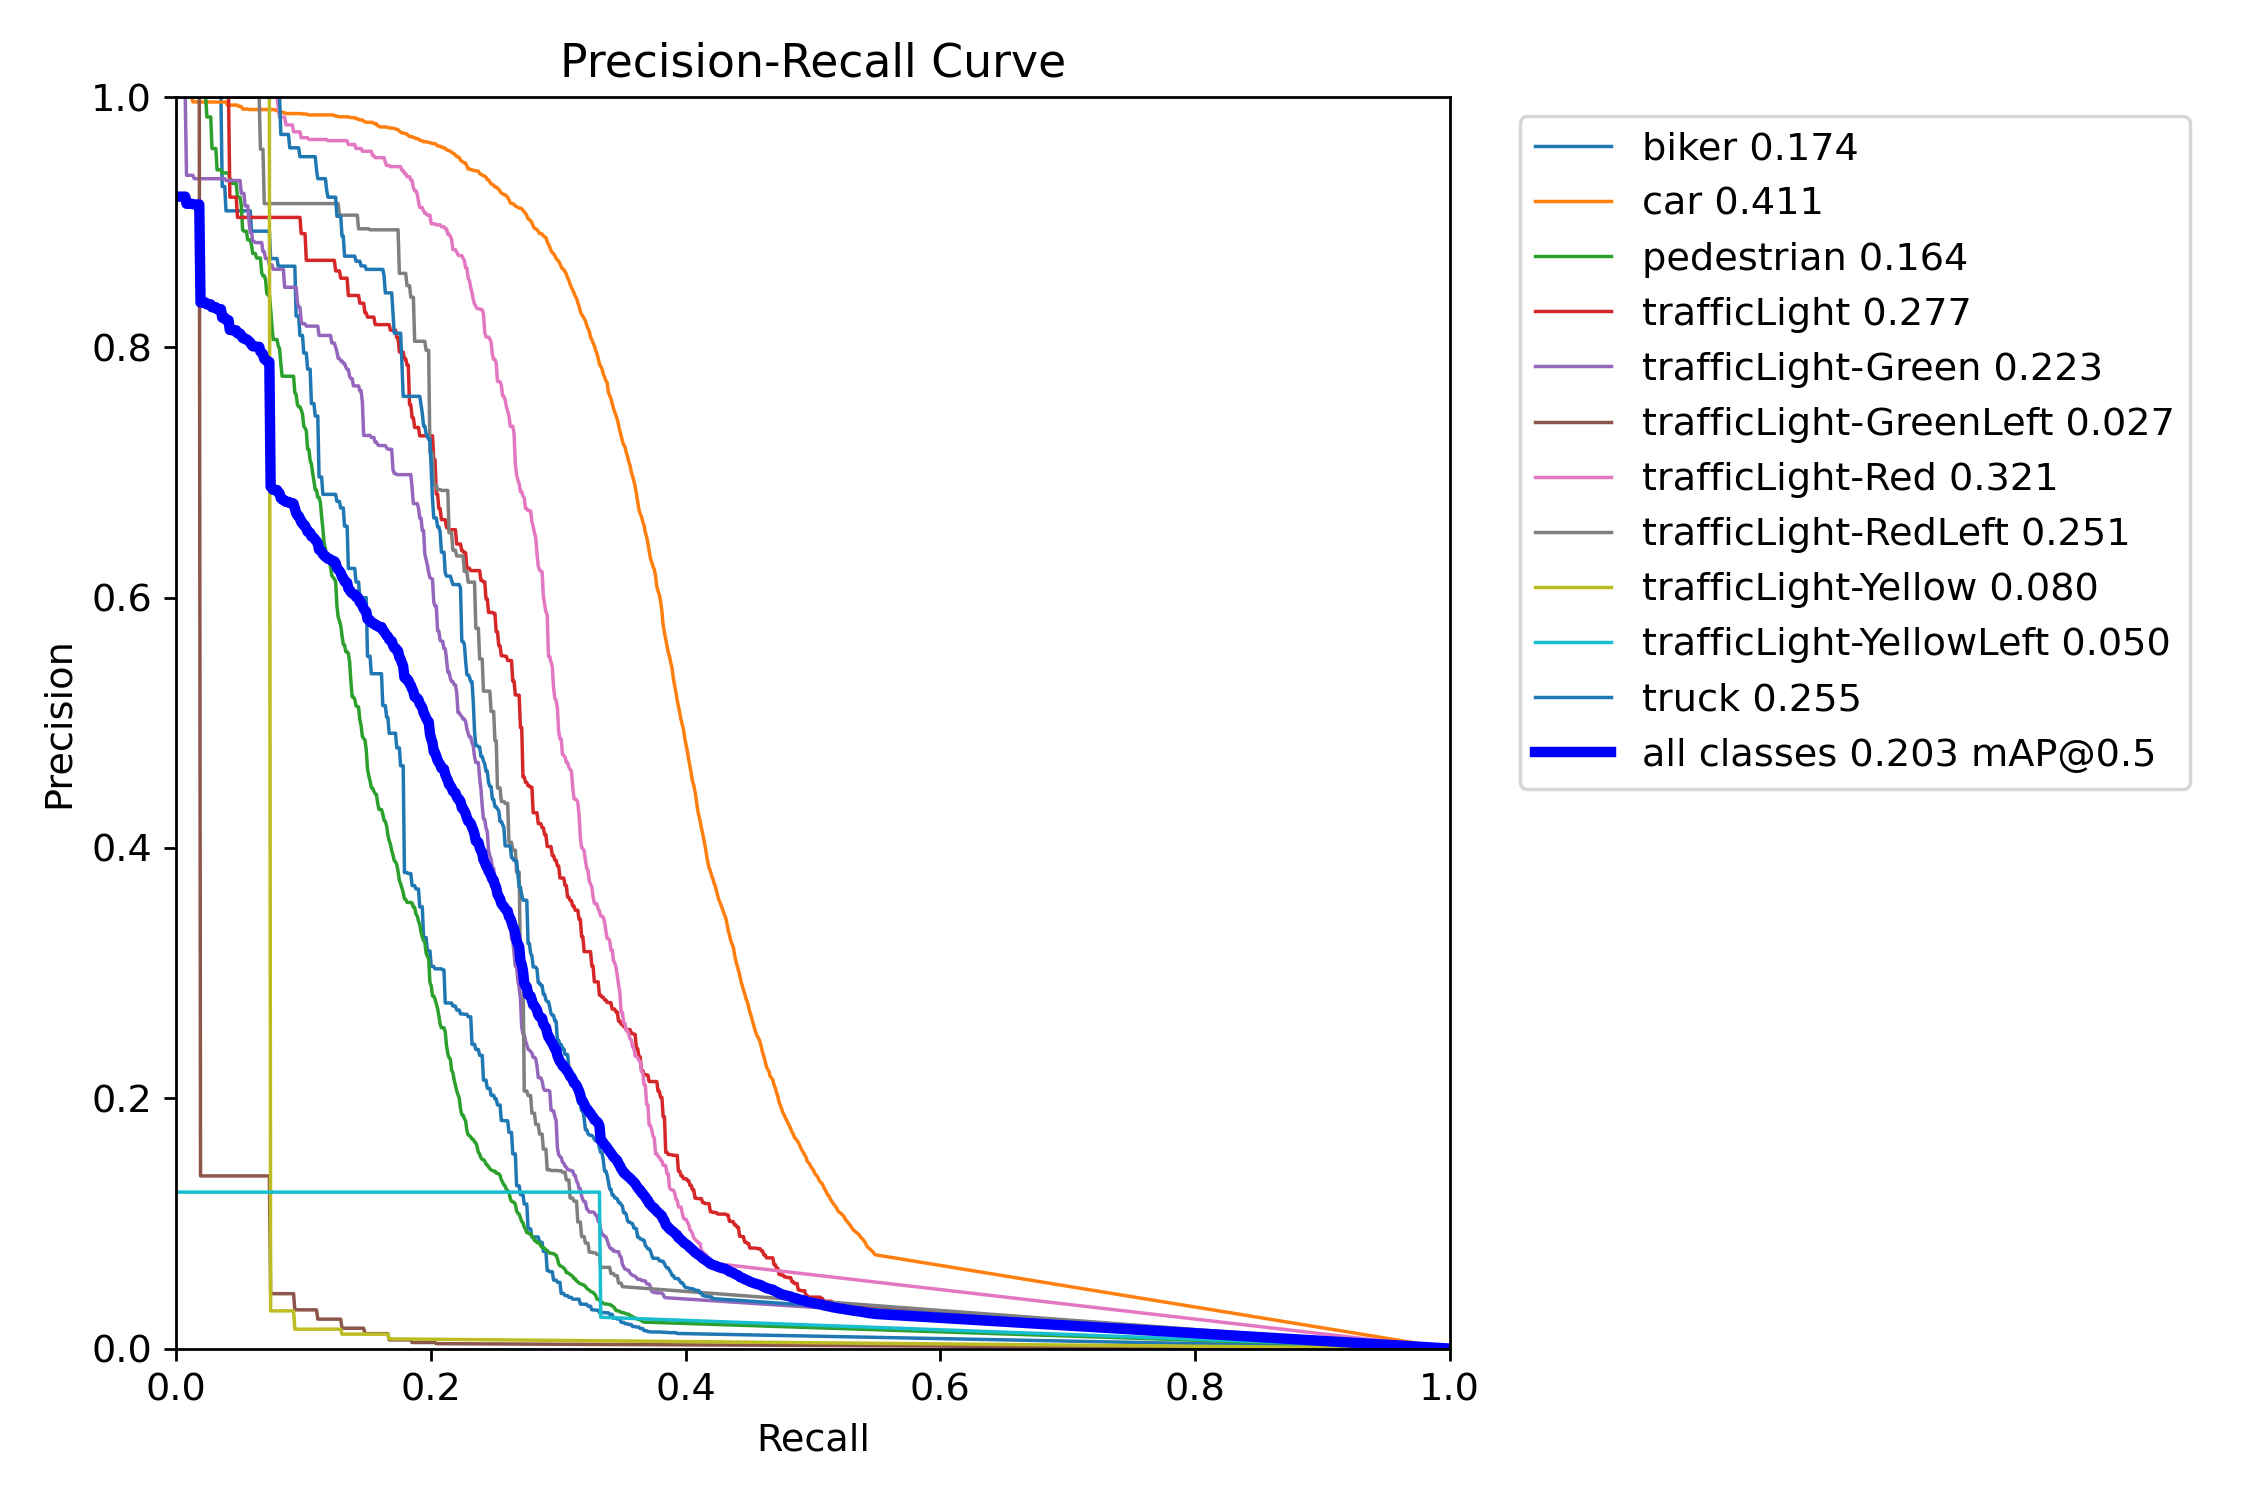 Precision-Recall Curve
1.0
0.8
0.6
0.4
0.2
0.0
Precision
0.0 0.2 0.4 0.6 0.8 1.0
Recall
biker 0.174
car 0.411
pedestrian 0.164
trafficLight 0.277
trafficLight-Green 0.223
trafficLight-GreenLeft 0.027
trafficLight-Red 0.321
trafficLight-RedLeft 0.251
trafficLight-Yellow 0.080
trafficLight-YellowLeft 0.050
truck 0.255
all classes 0.203 mAP@0.5